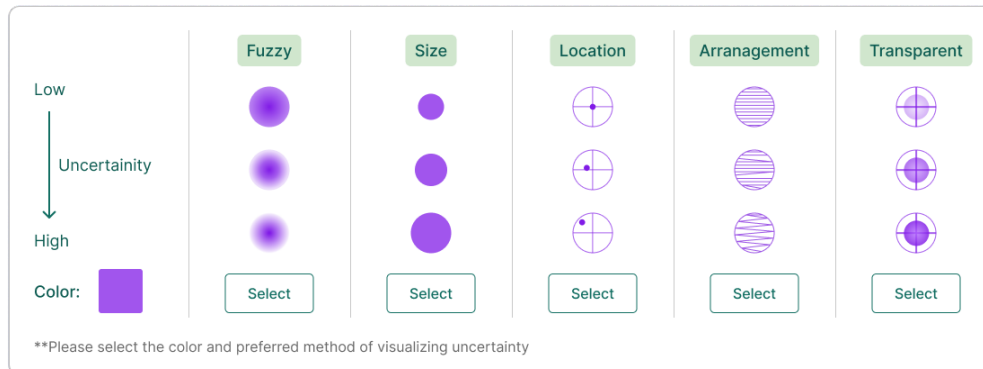 Fuzzy Size Location Arranagement Transparent
Low
Uncertainity
High
Color: Select Select Select Select Select
**Please select the color and preferred method of visualizing uncertainty